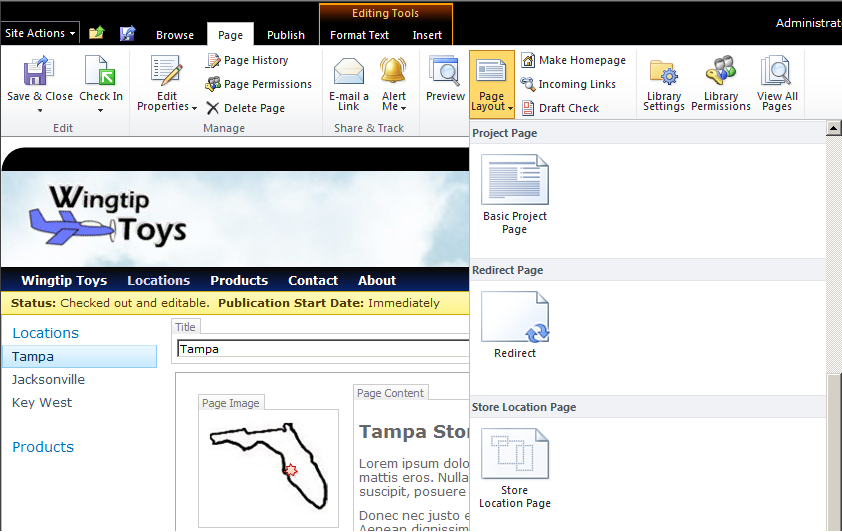 Editing Tools
Site Actions
Browse
Page
Publish
Format Text
Insert
Administrat
Save & Close
Check In
Edit
Edit
Properties
Page History
Page Permissions
Delete Page
Manage
E-mail a
Link
Alert
Me
Share & Track
Preview
Page
Layout
Make Homepage
Incoming Links
Draft Check
Library
Settings
Library
Permissions
View All
Pages
Project Page
Basic Project
Page
Redirect Page
Redirect
Store Location Page
Store
Location Page
Wingtip
Toys
Wingtip Toys
Locations
Products
Contact
About
Status: Checked out and editable. Publication Start Date: Immediately
Locations
Tampa
Jacksonville
Key West
Products
Title
Tampa
Page Image
Page Content
Tampa Sto
Lorem ipsum dolo
mattis eros. Nulla
suscipit, posuere
Donec nec justo e
Aenean dignissim